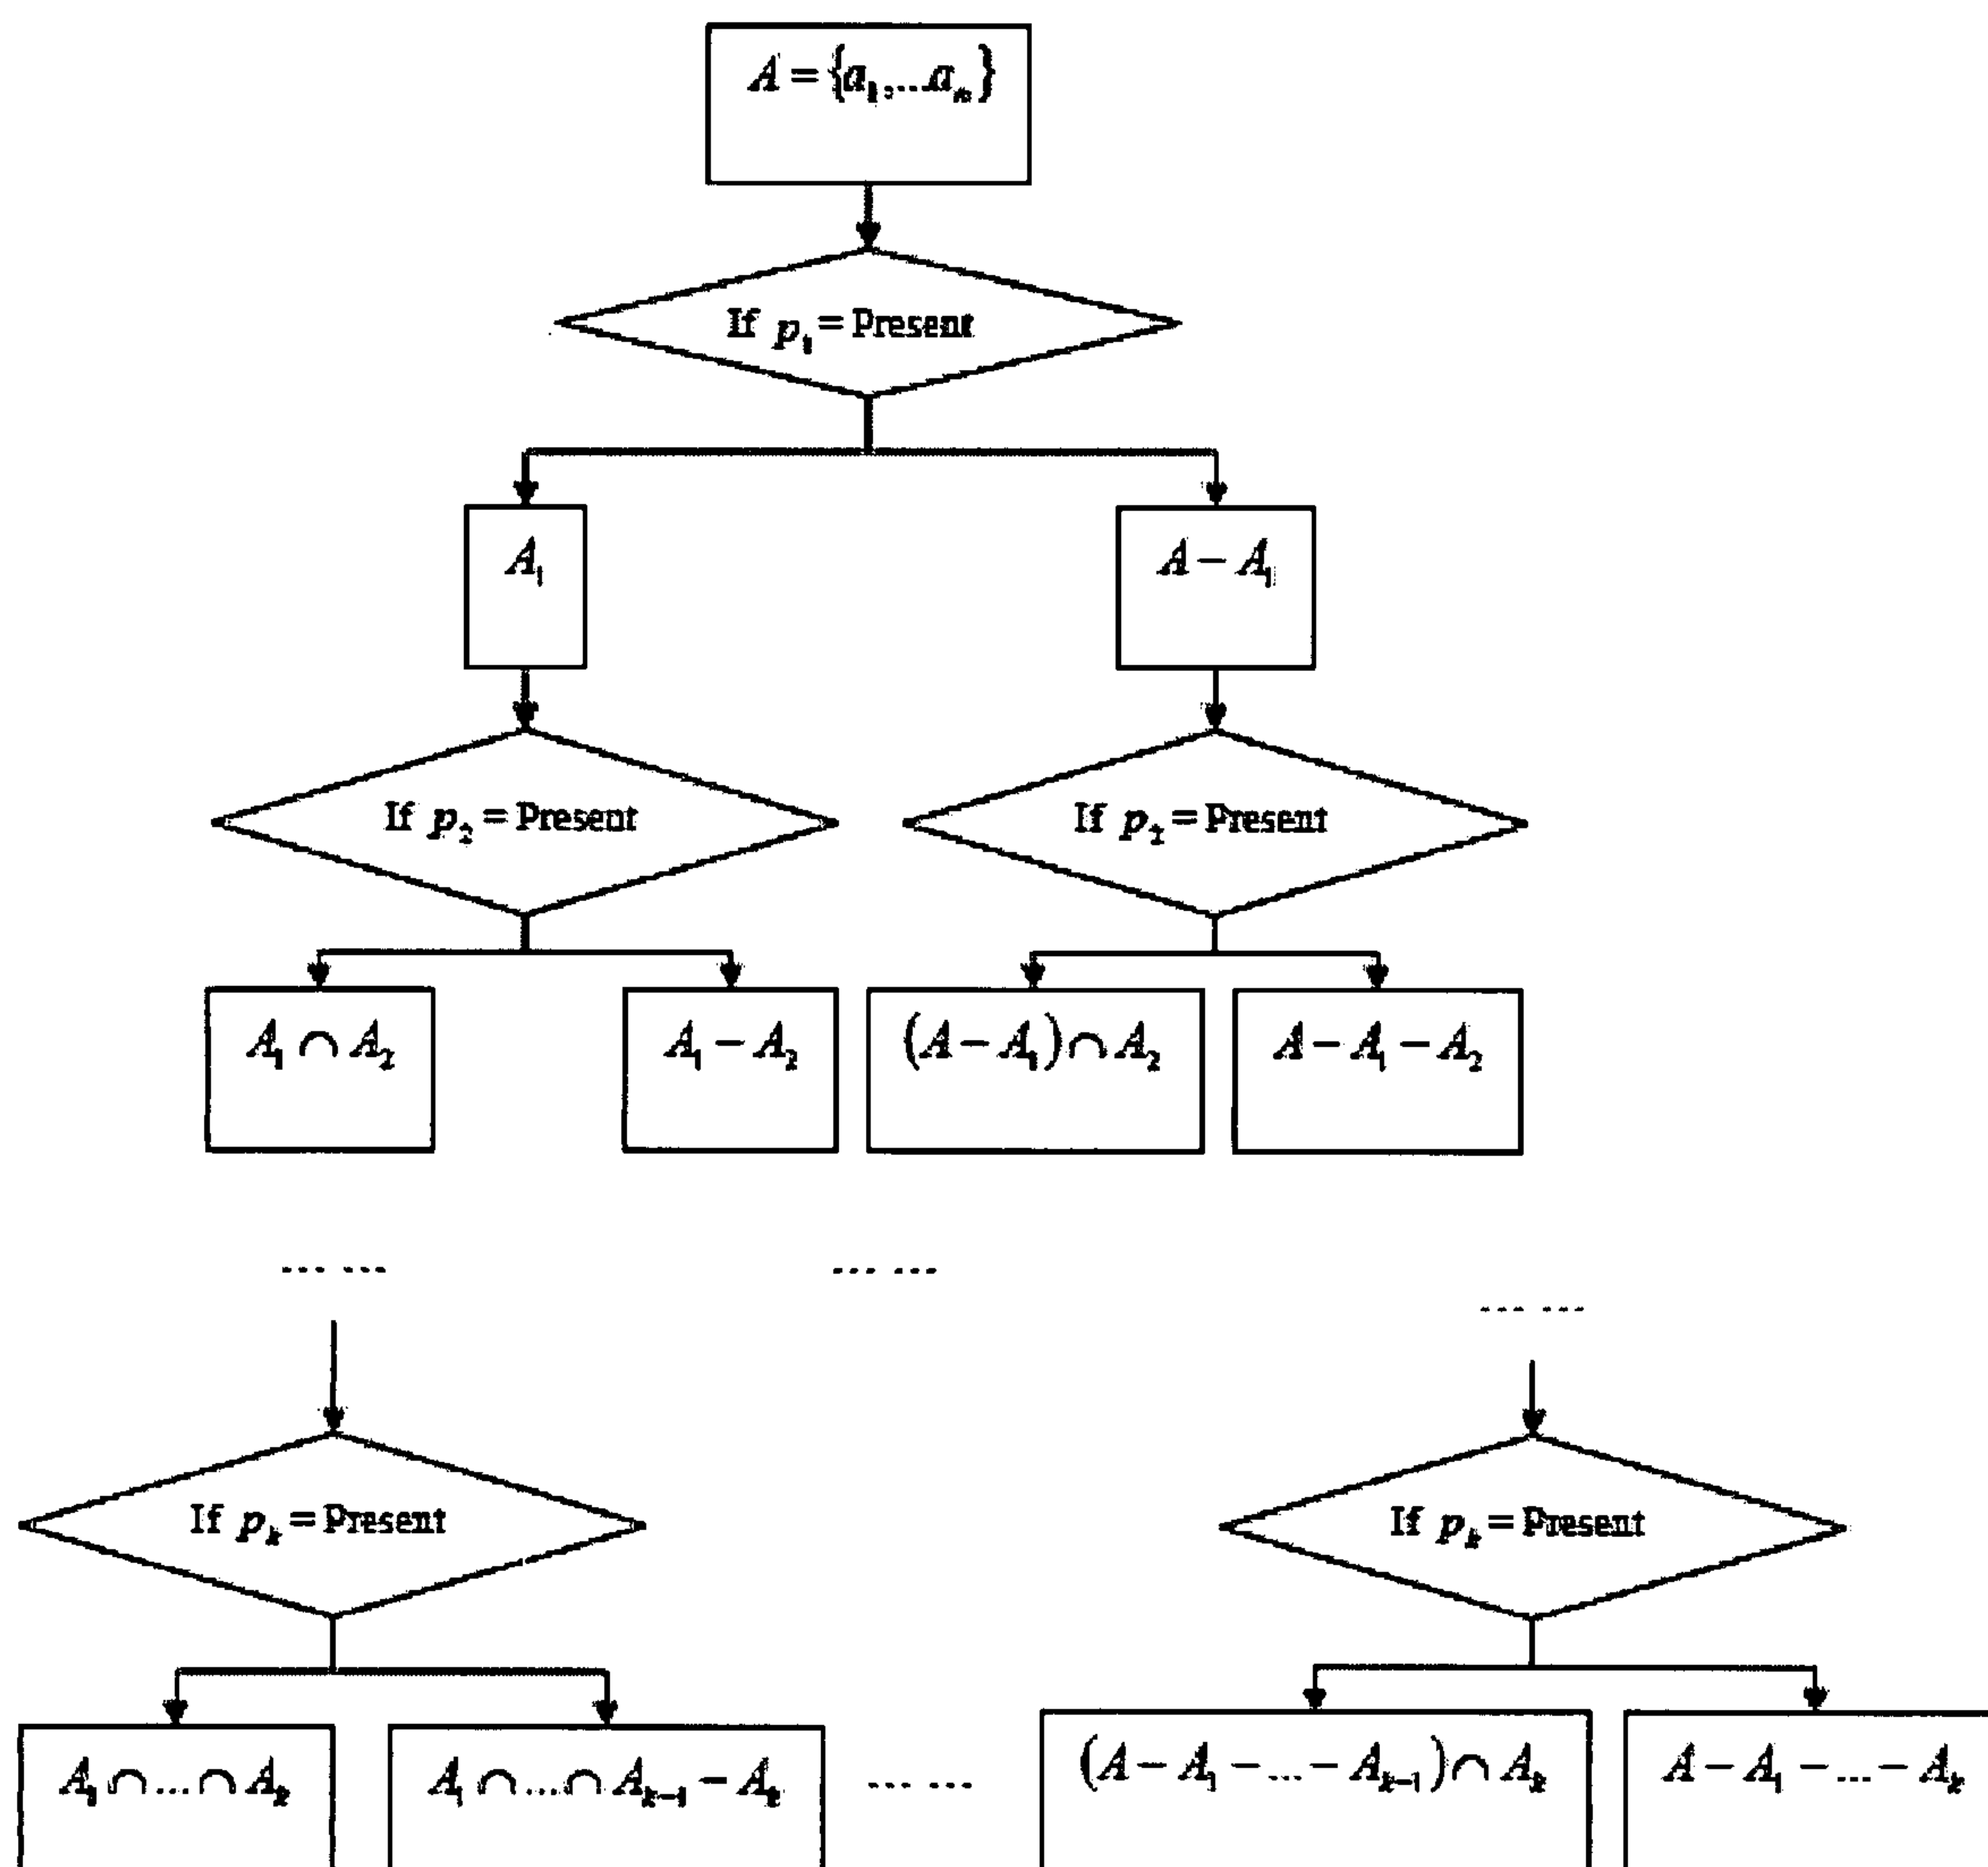 A = {a₁,...aₙ}
If p₁ = Present
A₁
A − A₁
If p₂ = Present
If p₂ = Present
A₁ ∩ A₂
A₁ − A₂
(A − A₁) ∩ A₂
A − A₁ − A₂
... ...
... ...
... ...
If pₖ = Present
If pₖ = Present
A₁ ∩ ... ∩ Aₖ
A₁ ∩ ... ∩ Aₖ₋₁ − Aₖ
... ...
(A − A₁ − ... − Aₖ₋₁) ∩ Aₖ
A − A₁ − ... − Aₖ